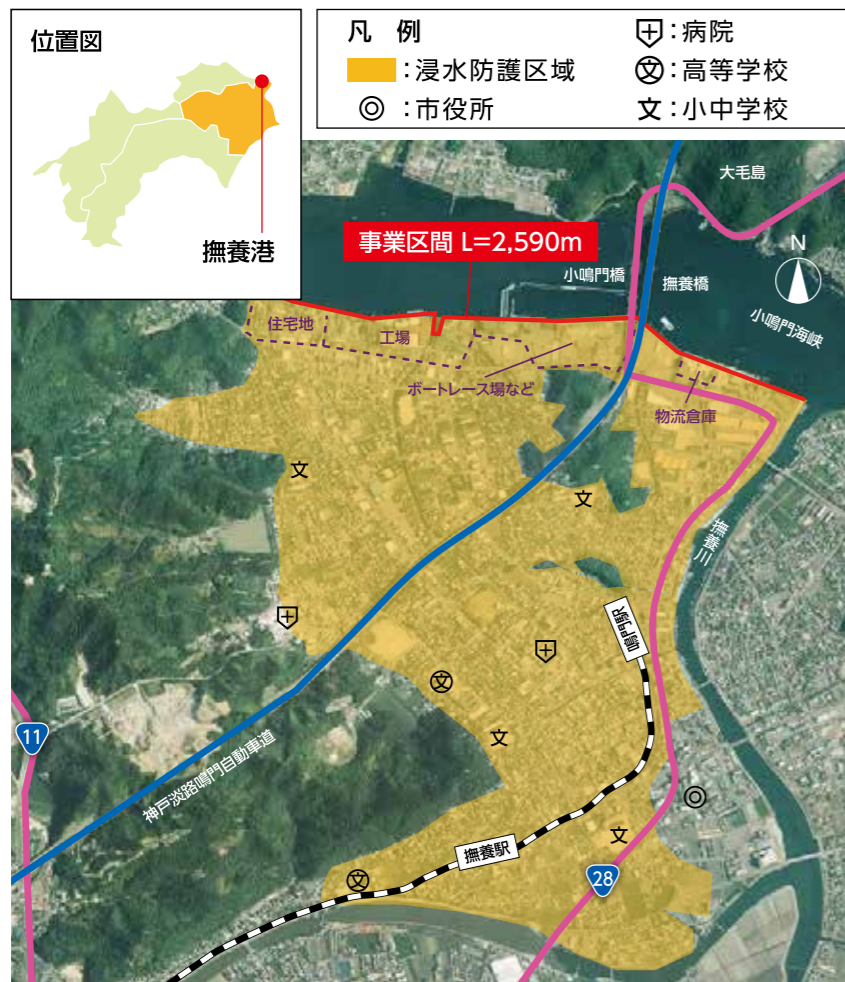 位置図
撫養港
凡 例
：浸水防護区域
◎：市役所
：病院
文：高等学校
文：小中学校
大毛島
事業区間 L=2,590m
小鳴門橋
撫養橋
N
小鳴門海峡
住宅地
工場
ボートレース場など
物流倉庫
文
文
撫養川
鳴門駅
文
文
11
神戸淡路鳴門自動車道
◎
文
撫養駅
文
28